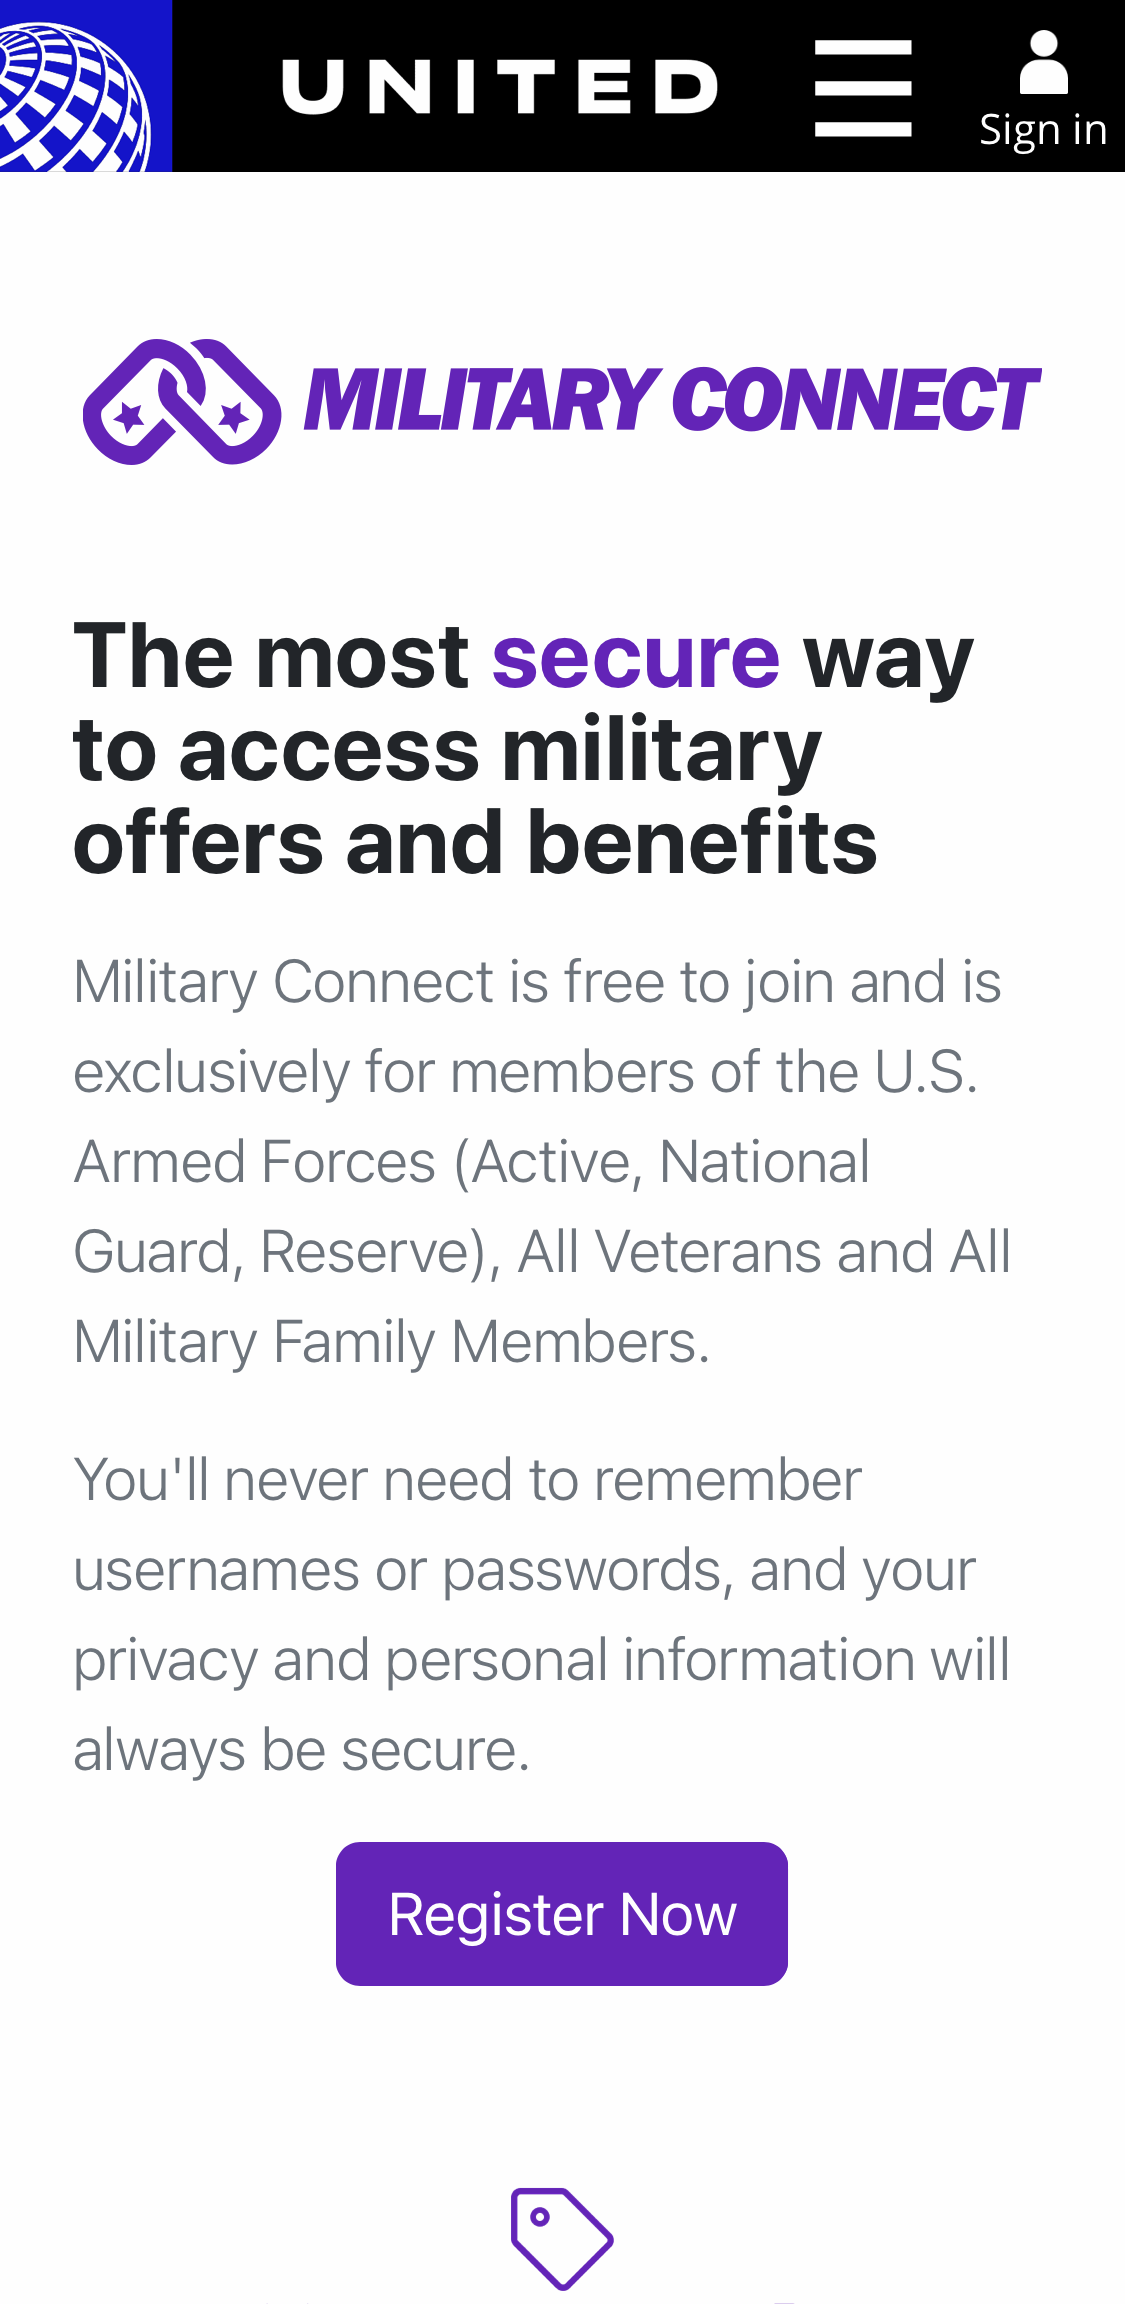 UNITED
Sign in
MILITARY CONNECT
The most secure way
to access military
offers and benefits
Military Connect is free to join and is
exclusively for members of the U.S.
Armed Forces (Active, National
Guard, Reserve), All Veterans and All
Military Family Members.
You'll never need to remember
usernames or passwords, and your
privacy and personal information will
always be secure.
Register Now